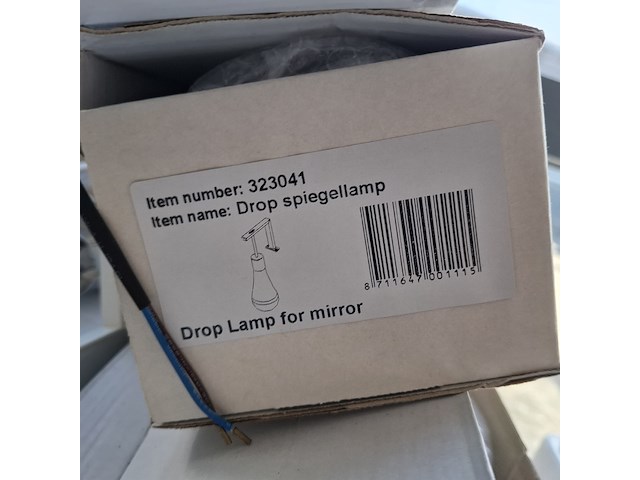 Item number: 323041
Item name: Drop spiegellamp
8 711647 001115
Drop Lamp for mirror